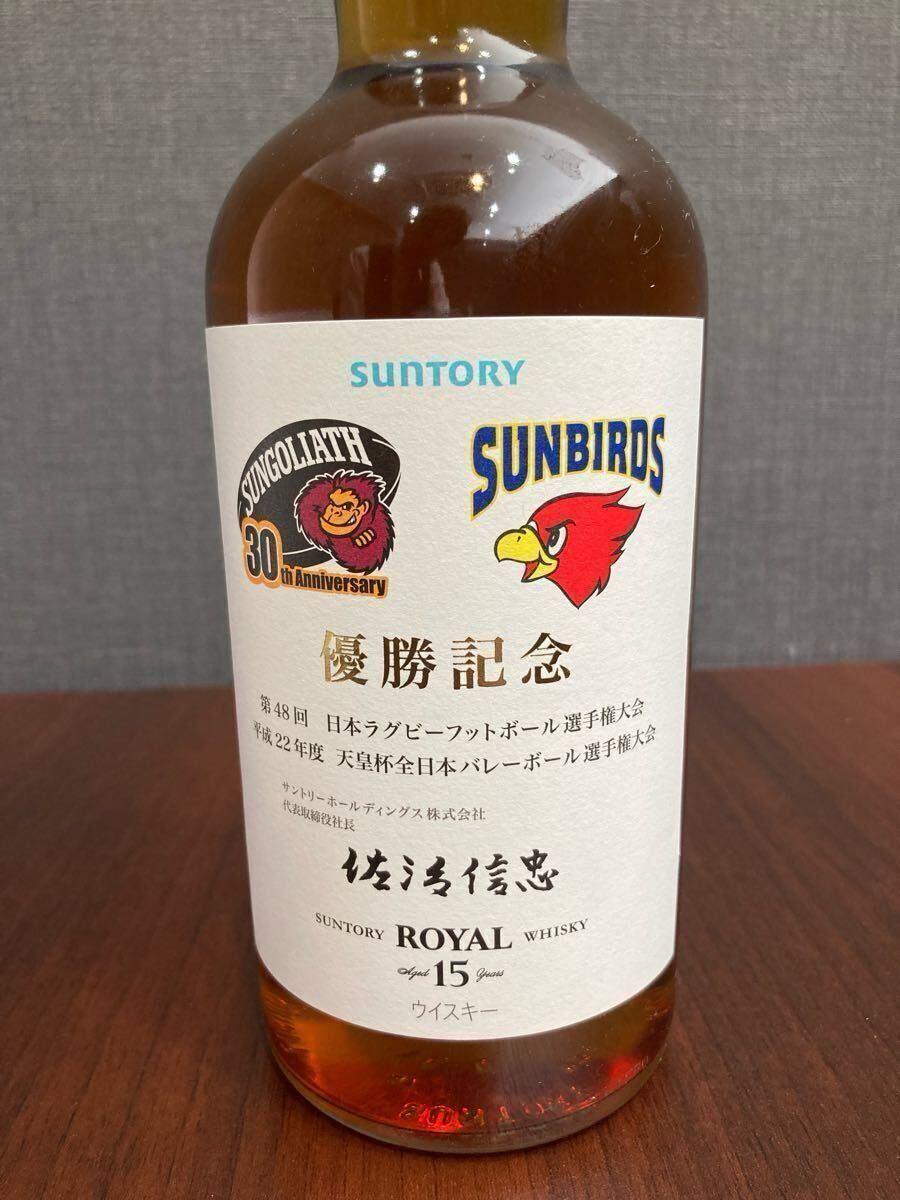 SUNTORY
SUNGOLIATH
30th Anniversary
SUNBIRDS
優勝記念
第48回 日本ラグビーフットボール選手権大会
平成22年度 天皇杯全日本バレーボール選手権大会
サントリーホールディングス株式会社
代表取締役社長
佐治信忠
SUNTORY ROYAL WHISKY
Aged 15 Years
ウイスキー